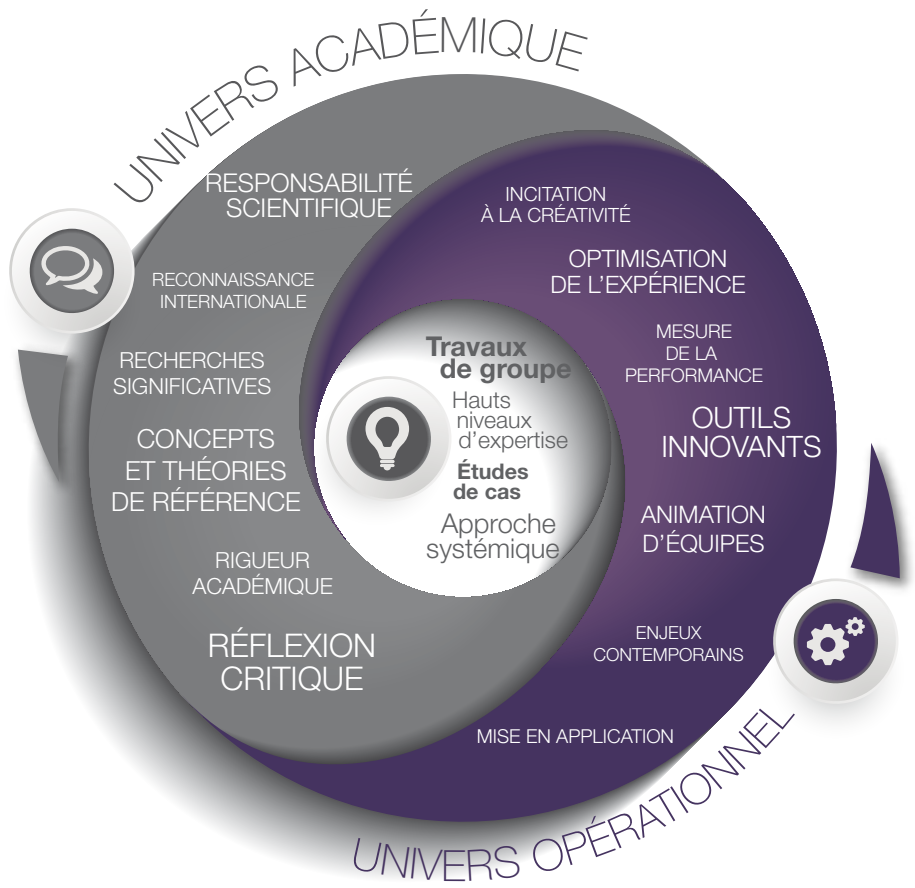 UNIVERS ACADÉMIQUE
RESPONSABILITÉ
SCIENTIFIQUE
RECONNAISSANCE
INTERNATIONALE
RECHERCHES
SIGNIFICATIVES
CONCEPTS
ET THÉORIES
DE RÉFÉRENCE
RIGUEUR
ACADÉMIQUE
RÉFLEXION
CRITIQUE
Travaux
de groupe
Hauts
niveaux
d'expertise
Études
de cas
Approche
systémique
INCITATION
À LA CRÉATIVITÉ
OPTIMISATION
DE L'EXPÉRIENCE
MESURE
DE LA
PERFORMANCE
OUTILS
INNOVANTS
ANIMATION
D'ÉQUIPES
ENJEUX
CONTEMPORAINS
MISE EN APPLICATION
UNIVERS OPÉRATIONNEL